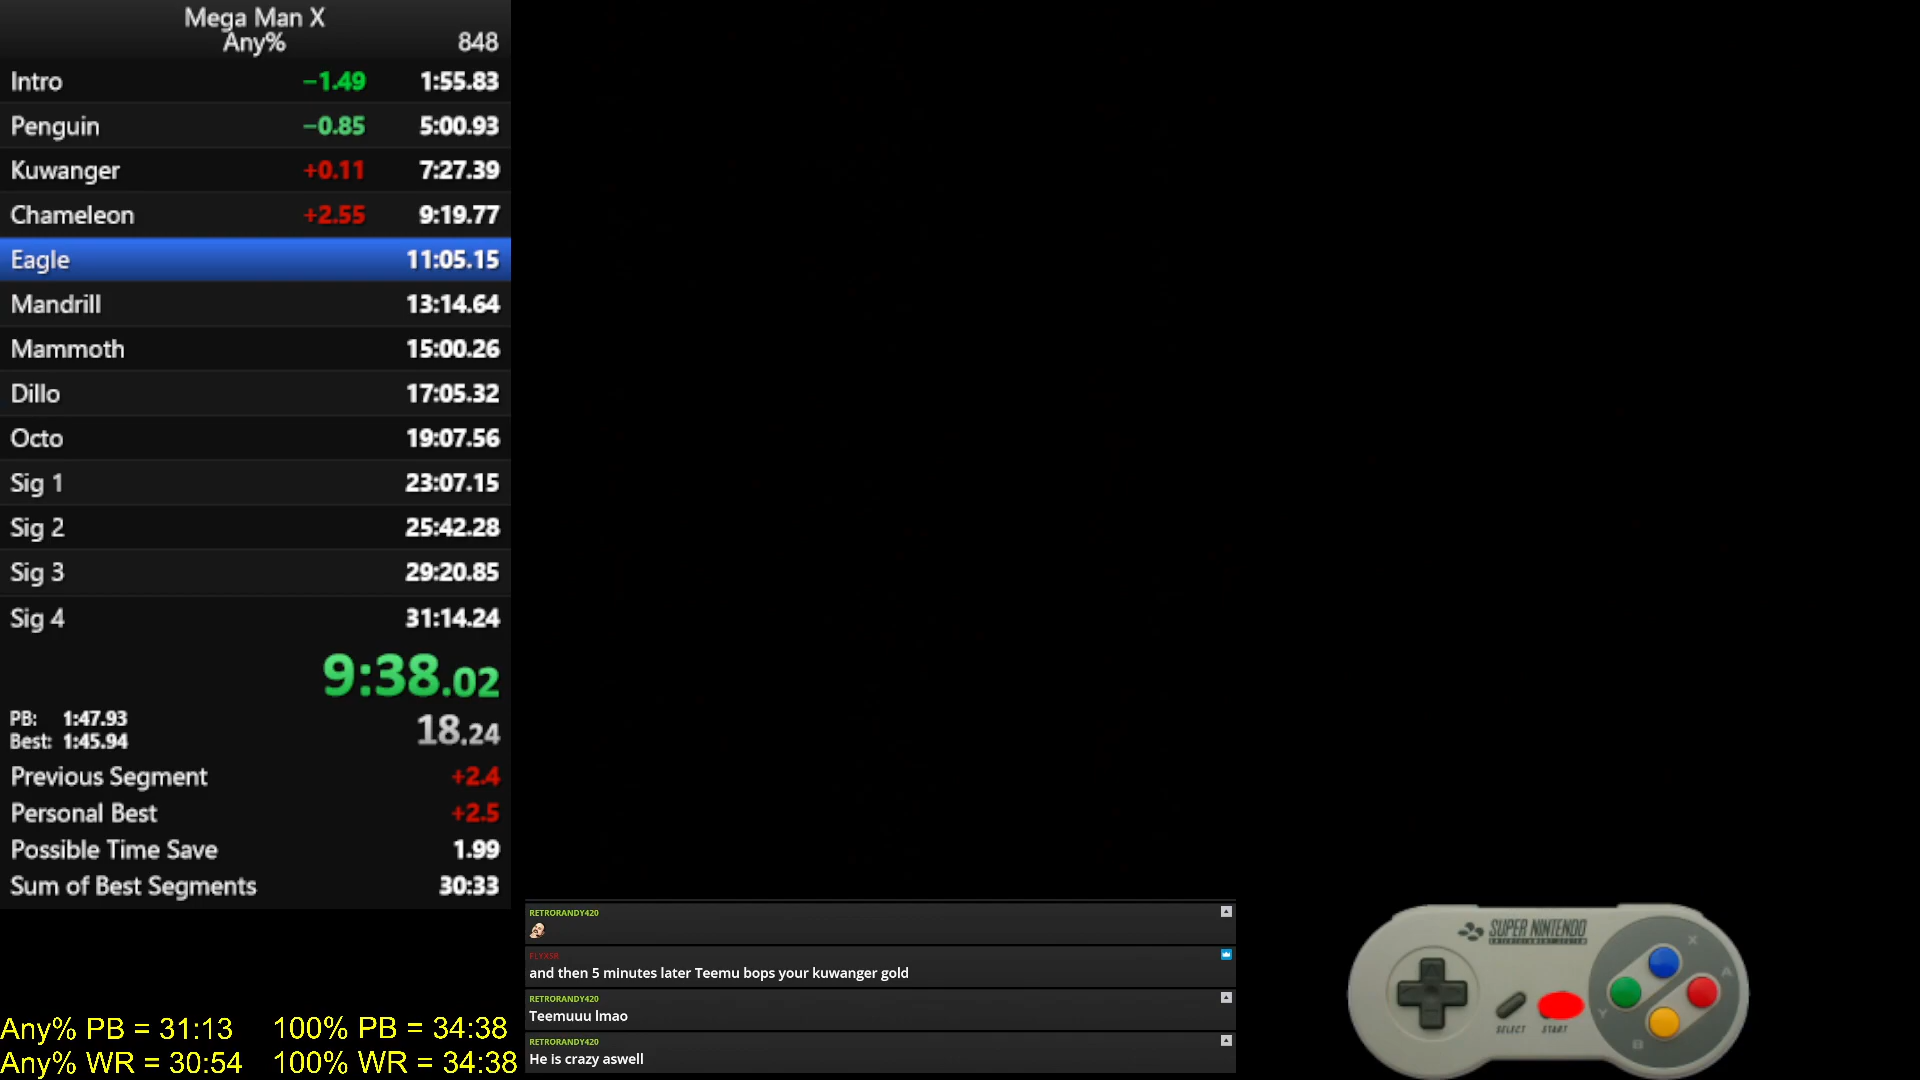 Mega Man X
Any% 848
Intro −1.49 1:55.83
Penguin −0.85 5:00.93
Kuwanger +0.11 7:27.39
Chameleon +2.55 9:19.77
Eagle 11:05.15
Mandrill 13:14.64
Mammoth 15:00.26
Dillo 17:05.32
Octo 19:07.56
Sig 1 23:07.15
Sig 2 25:42.28
Sig 3 29:20.85
Sig 4 31:14.24
9:38.02
PB: 1:47.93 18.24
Best: 1:45.94
Previous Segment +2.4
Personal Best +2.5
Possible Time Save 1.99
Sum of Best Segments 30:33
Any% PB = 31:13 100% PB = 34:38
Any% WR = 30:54 100% WR = 34:38
RETRORANDY420
and then 5 minutes later Teemu bops your kuwanger gold
RETRORANDY420
Teemuuu lmao
RETRORANDY420
He is crazy aswell
SUPER NINTENDO
ENTERTAINMENT SYSTEM
X
A
Y
B
SELECT START